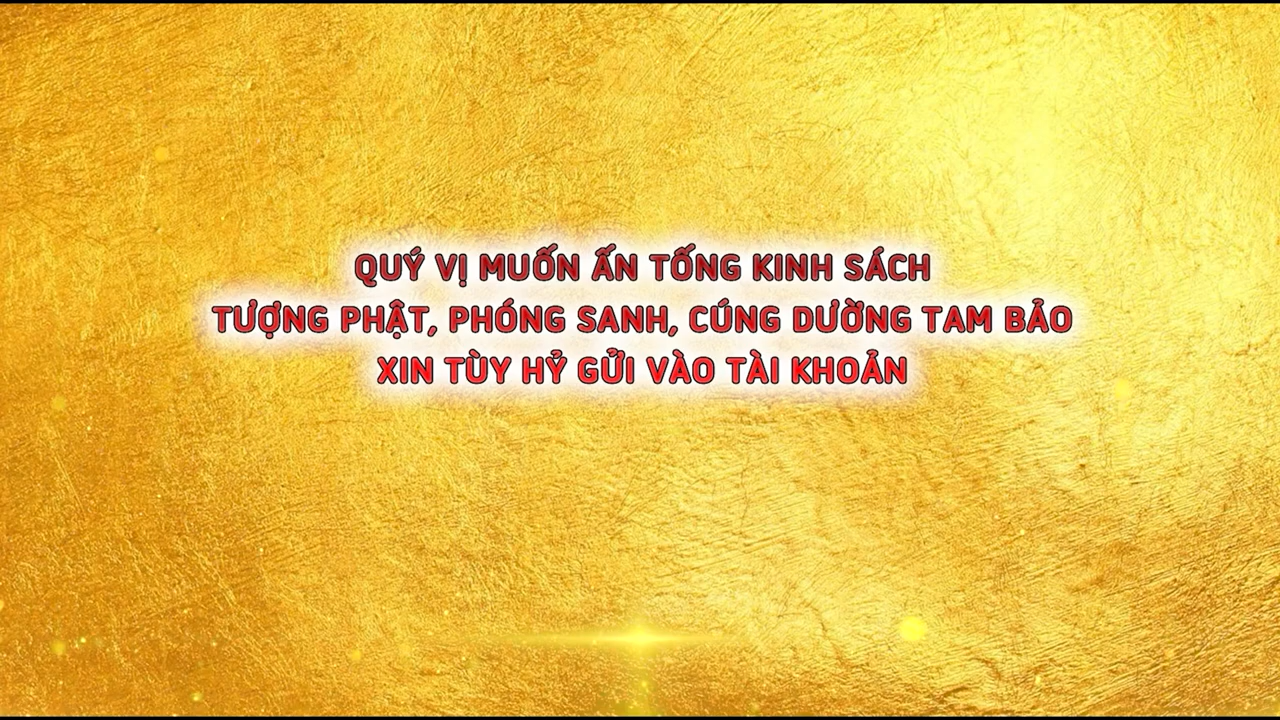 QUÝ VỊ MUỐN ẤN TỐNG KINH SÁCH
TƯỢNG PHẬT, PHÓNG SANH, CÚNG DƯỜNG TAM BẢO
XIN TÙY HỶ GỬI VÀO TÀI KHOẢN